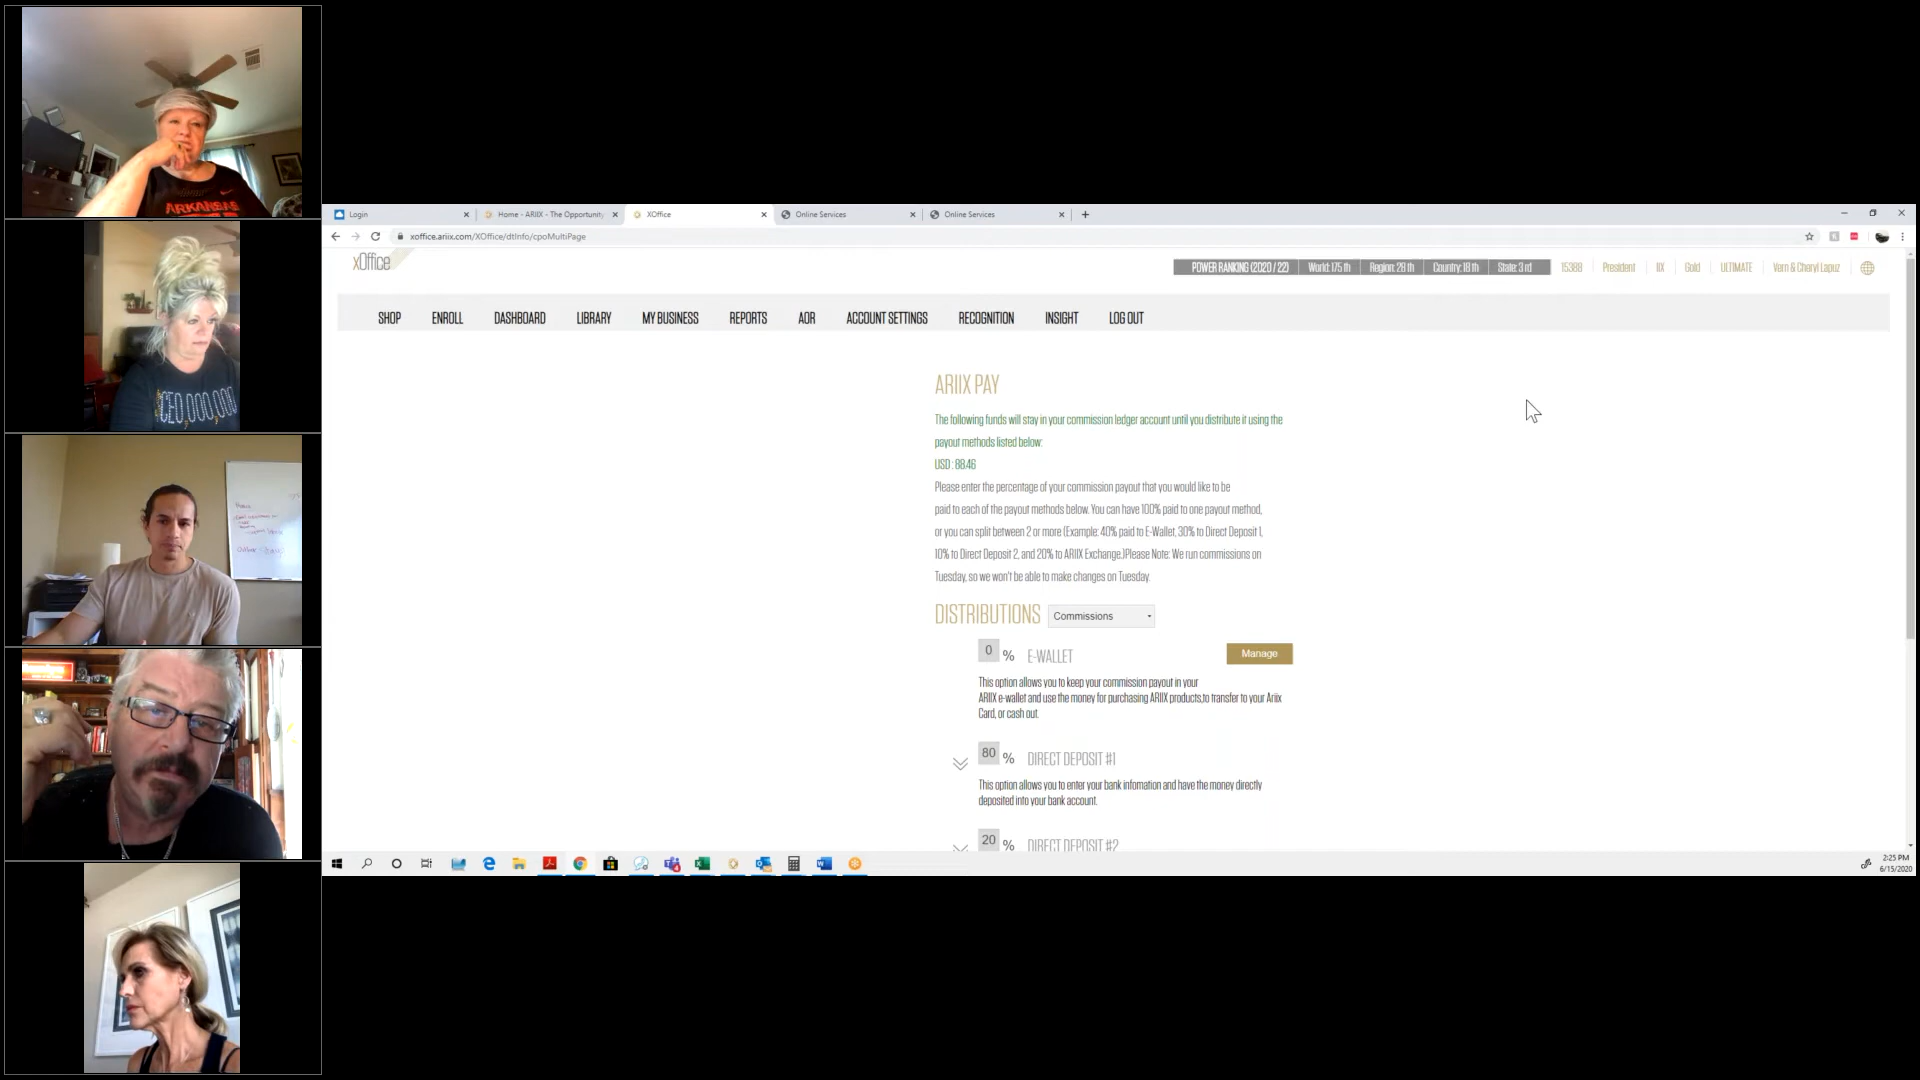 ARKANSAS
CEO,000,000
Login
Home - ARIIX - The Opportunity
XOffice
Online Services
Online Services
xoffice.ariix.com/XOffice/dtInfo/cpoMultiPage
xOffice
POWER RANKING (2020 / 22) World: 175 th Region: 28 th Country: 18 th State: 3 rd 15388 President IIX Gold ULTIMATE Vern & Cheryl Lapuz
SHOP ENROLL DASHBOARD LIBRARY MY BUSINESS REPORTS AOR ACCOUNT SETTINGS RECOGNITION INSIGHT LOG OUT
ARIIX PAY
The following funds will stay in your commission ledger account until you distribute it using the
payout methods listed below:
USD : 88.46
Please enter the percentage of your commission payout that you would like to be
paid to each of the payout methods below. You can have 100% paid to one payout method,
or you can split between 2 or more (Example: 40% paid to E-Wallet, 30% to Direct Deposit 1,
10% to Direct Deposit 2, and 20% to ARIIX Exchange.)Please Note: We run commissions on
Tuesday, so we won't be able to make changes on Tuesday.
DISTRIBUTIONS Commissions
0 % E-WALLET Manage
This option allows you to keep your commission payout in your
ARIIX e-wallet and use the money for purchasing ARIIX products,to transfer to your Ariix
Card, or cash out.
80 % DIRECT DEPOSIT #1
This option allows you to enter your bank infomation and have the money directly
deposited into your bank account.
20 % DIRECT DEPOSIT #2
2:25 PM
6/15/2020